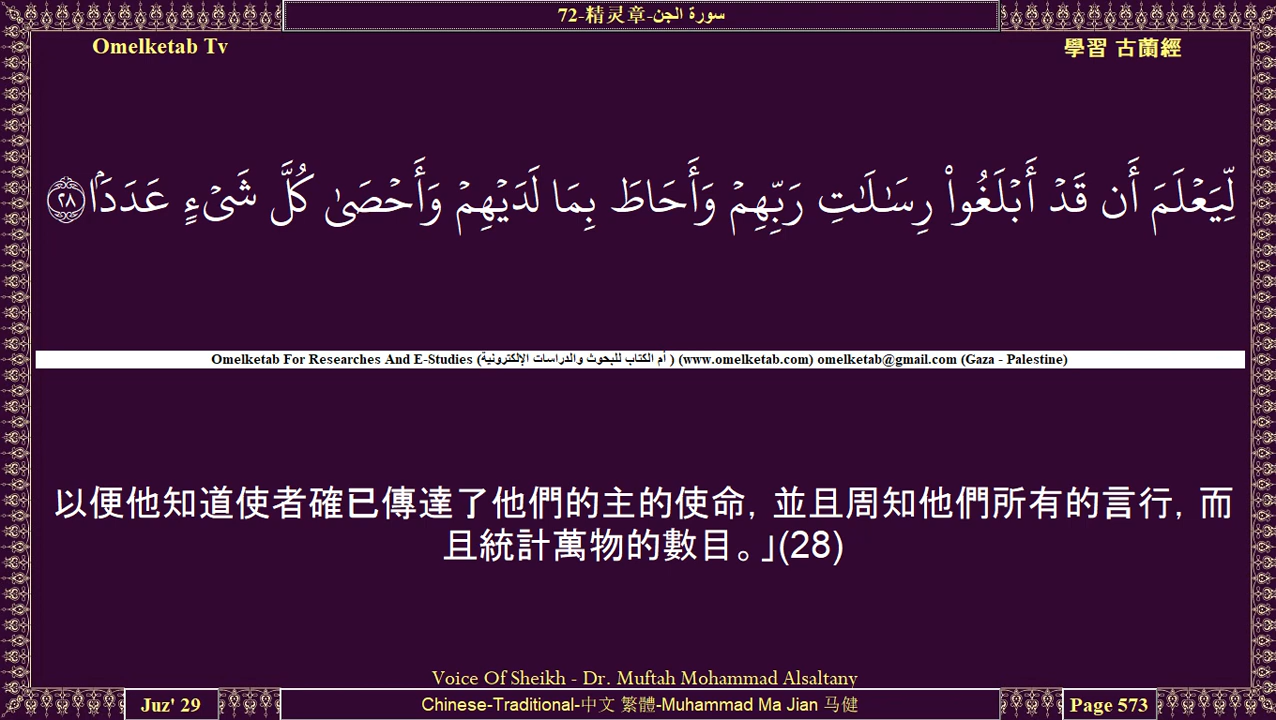 72-精灵章-سورة الجن
Omelketab Tv
學習 古蘭經
لِّيَعْلَمَ أَن قَدْ أَبْلَغُوا۟ رِسَـٰلَـٰتِ رَبِّهِمْ وَأَحَاطَ بِمَا لَدَيْهِمْ وَأَحْصَىٰ كُلَّ شَىْءٍ عَدَدًۢا ٢٨
Omelketab For Researches And E-Studies (أم الكتاب للبحوث والدراسات الإلكترونية ) (www.omelketab.com) omelketab@gmail.com (Gaza - Palestine)
以便他知道使者確已傳達了他們的主的使命, 並且周知他們所有的言行, 而
且統計萬物的數目。」(28)
Voice Of Sheikh - Dr. Muftah Mohammad Alsaltany
Juz' 29
Chinese-Traditional-中文 繁體-Muhammad Ma Jian 马健
Page 573